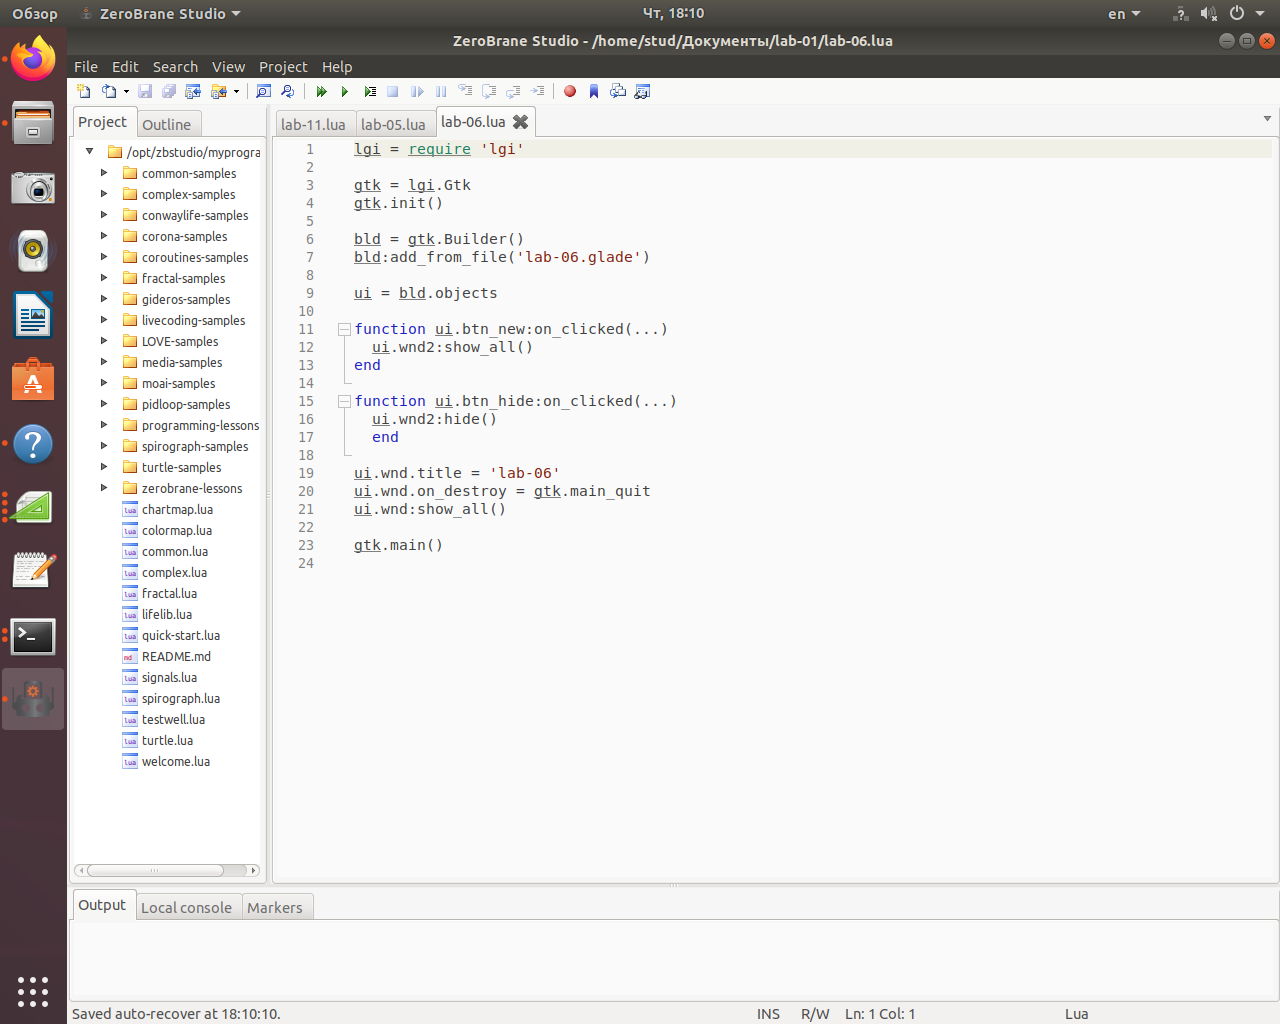 Обзор ZeroBrane Studio Чт, 18:10 en
ZeroBrane Studio - /home/stud/Документы/lab-01/lab-06.lua
File Edit Search View Project Help
Project Outline
lab-11.lua lab-05.lua lab-06.lua
/opt/zbstudio/myprogra
common-samples
complex-samples
conwaylife-samples
corona-samples
coroutines-samples
fractal-samples
gideros-samples
livecoding-samples
LOVE-samples
media-samples
moai-samples
pidloop-samples
programming-lessons
spirograph-samples
turtle-samples
zerobrane-lessons
chartmap.lua
colormap.lua
common.lua
complex.lua
fractal.lua
lifelib.lua
quick-start.lua
README.md
signals.lua
spirograph.lua
testwell.lua
turtle.lua
welcome.lua
1 lgi = require 'lgi'
2
3 gtk = lgi.Gtk
4 gtk.init()
5
6 bld = gtk.Builder()
7 bld:add_from_file('lab-06.glade')
8
9 ui = bld.objects
10
11 function ui.btn_new:on_clicked(...)
12 ui.wnd2:show_all()
13 end
14
15 function ui.btn_hide:on_clicked(...)
16 ui.wnd2:hide()
17 end
18
19 ui.wnd.title = 'lab-06'
20 ui.wnd.on_destroy = gtk.main_quit
21 ui.wnd:show_all()
22
23 gtk.main()
24
Output Local console Markers
Saved auto-recover at 18:10:10. INS R/W Ln: 1 Col: 1 Lua